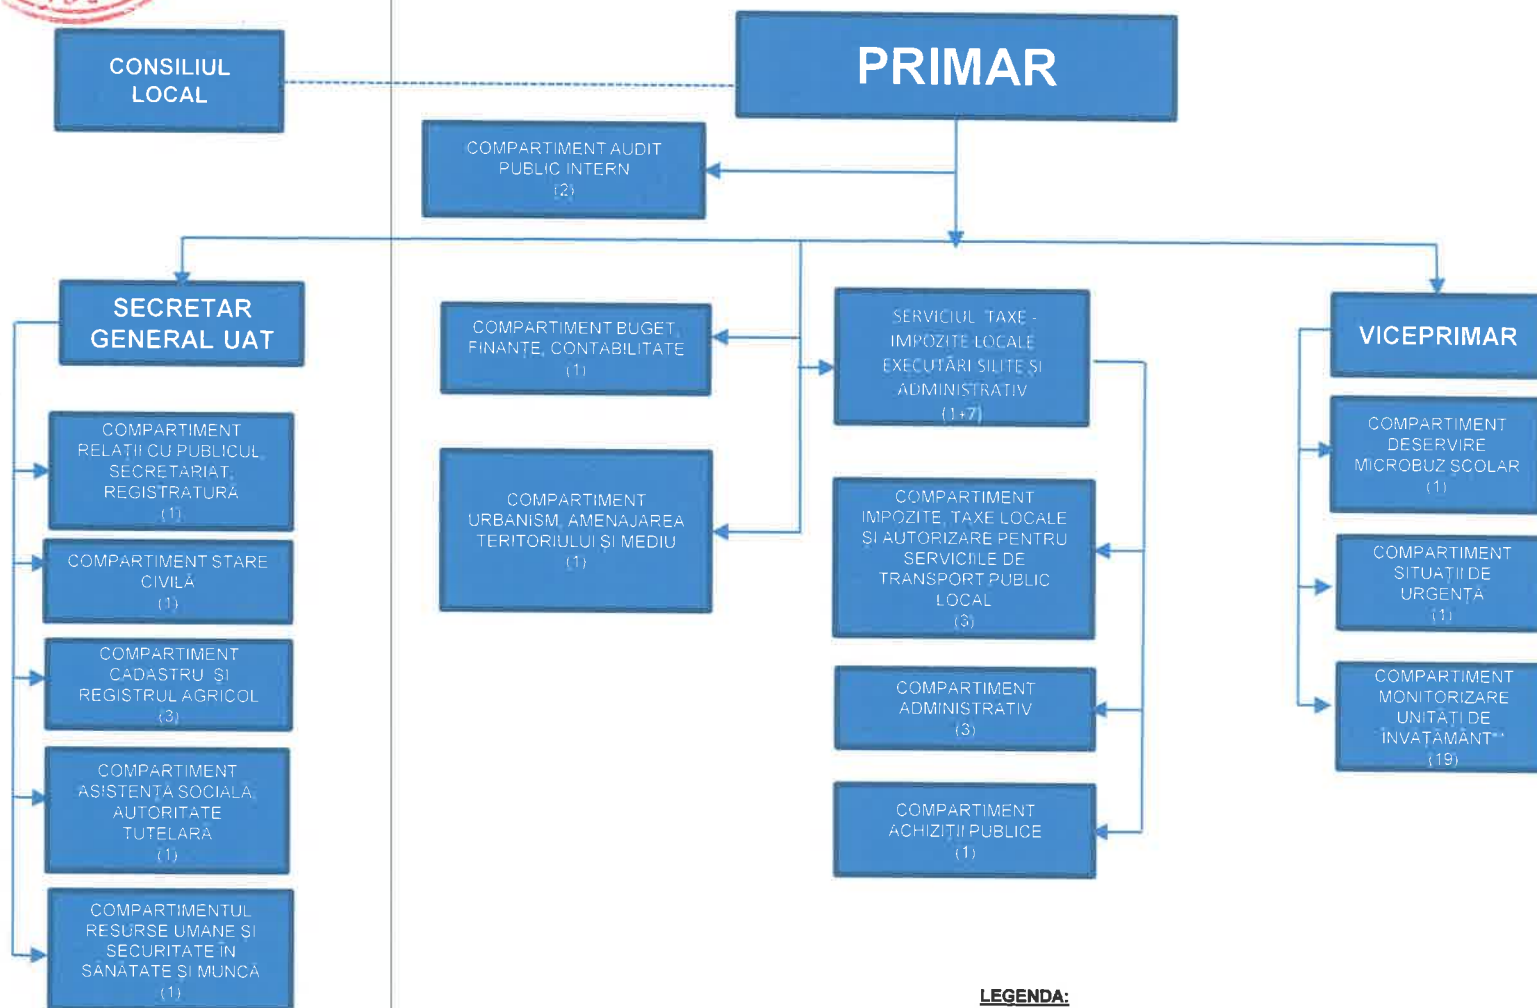 CONSILIUL
LOCAL
PRIMAR
COMPARTIMENT AUDIT
PUBLIC INTERN
(2)
SECRETAR
GENERAL UAT
COMPARTIMENT BUGET,
FINANȚE, CONTABILITATE
(1)
SERVICIUL TAXE -
IMPOZITE LOCALE
EXECUTĂRI SILITE ȘI
ADMINISTRATIV
(1+7)
VICEPRIMAR
COMPARTIMENT
RELAȚII CU PUBLICUL,
SECRETARIAT,
REGISTRATURĂ
(1)
COMPARTIMENT STARE
CIVILĂ
(1)
COMPARTIMENT
CADASTRU ȘI
REGISTRUL AGRICOL
(3)
COMPARTIMENT
ASISTENȚĂ SOCIALĂ,
AUTORITATE
TUTELARĂ
(1)
COMPARTIMENTUL
RESURSE UMANE ȘI
SECURITATE ÎN
SĂNĂTATE ȘI MUNCĂ
(1)
COMPARTIMENT
URBANISM, AMENAJAREA
TERITORIULUI ȘI MEDIU
(1)
COMPARTIMENT
IMPOZITE, TAXE LOCALE
ȘI AUTORIZARE PENTRU
SERVICIILE DE
TRANSPORT PUBLIC
LOCAL
(3)
COMPARTIMENT
ADMINISTRATIV
(3)
COMPARTIMENT
ACHIZIȚII PUBLICE
(1)
COMPARTIMENT
DESERVIRE
MICROBUZ ȘCOLAR
(1)
COMPARTIMENT
SITUAȚII DE
URGENȚĂ
(1)
COMPARTIMENT
MONITORIZARE
UNITĂȚI DE
ÎNVĂȚĂMÂNT**
(19)
LEGENDA: